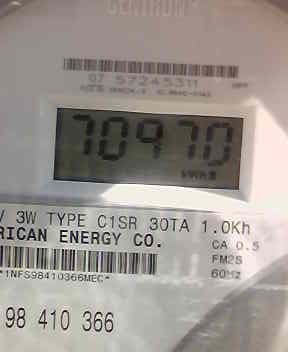 CENTRON
07 57245311
70970
kWh
V 3W TYPE C1SR 30TA 1.0Kh
RICAN ENERGY CO.
CA 0.5
FM2S
60Hz
*1NFS98410366MEC*
98 410 366